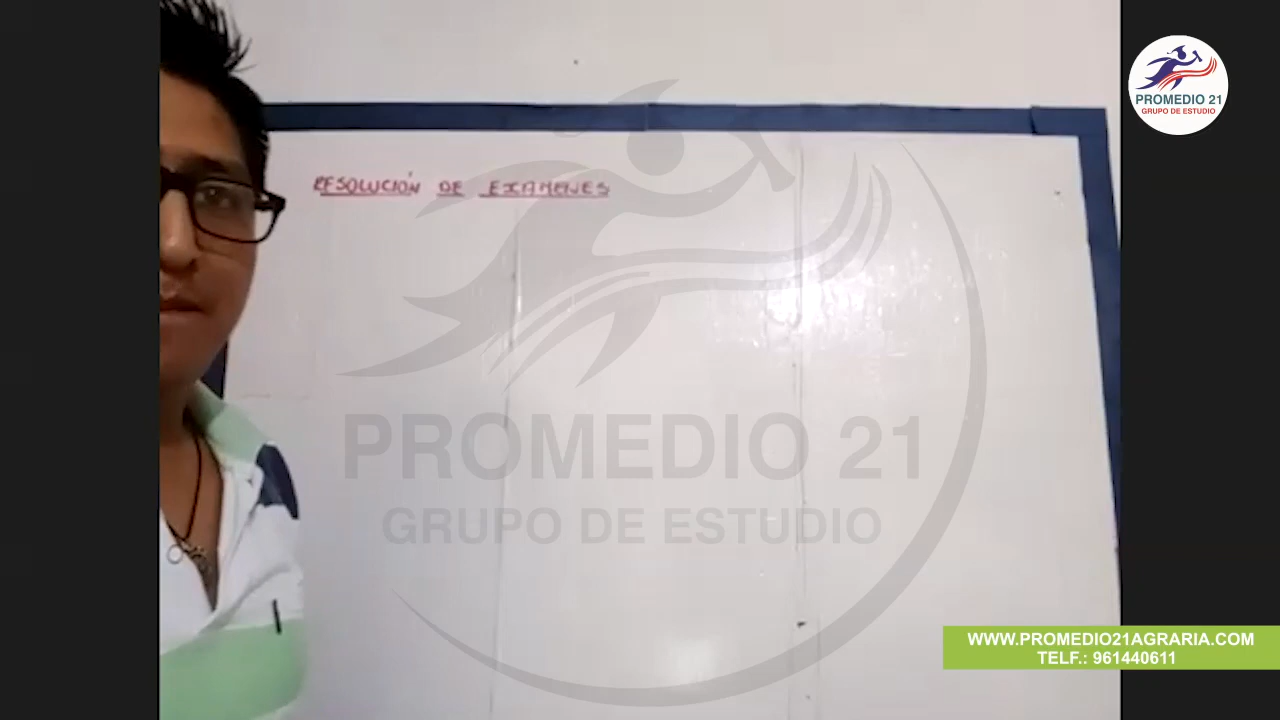 PROMEDIO 21
GRUPO DE ESTUDIO
RESOLUCIÓN DE EXAMENES
PROMEDIO 21
GRUPO DE ESTUDIO
WWW.PROMEDIO21AGRARIA.COM
TELF.: 961440611